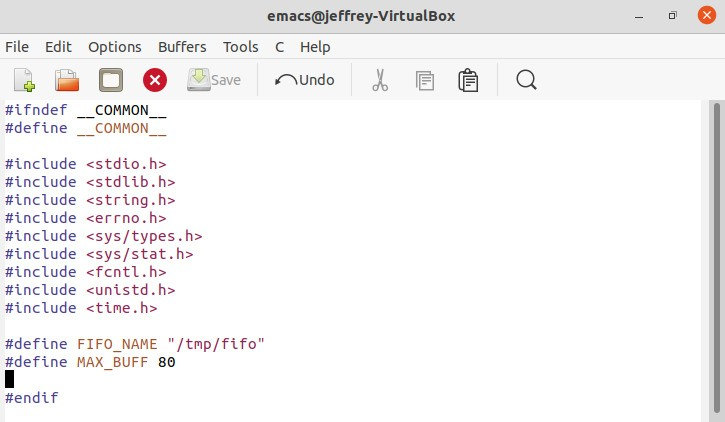 emacs@jeffrey-VirtualBox
File Edit Options Buffers Tools C Help
Save Undo
#ifndef __COMMON__
#define __COMMON__
#include <stdio.h>
#include <stdlib.h>
#include <string.h>
#include <errno.h>
#include <sys/types.h>
#include <sys/stat.h>
#include <fcntl.h>
#include <unistd.h>
#include <time.h>
#define FIFO_NAME "/tmp/fifo"
#define MAX_BUFF 80
#endif